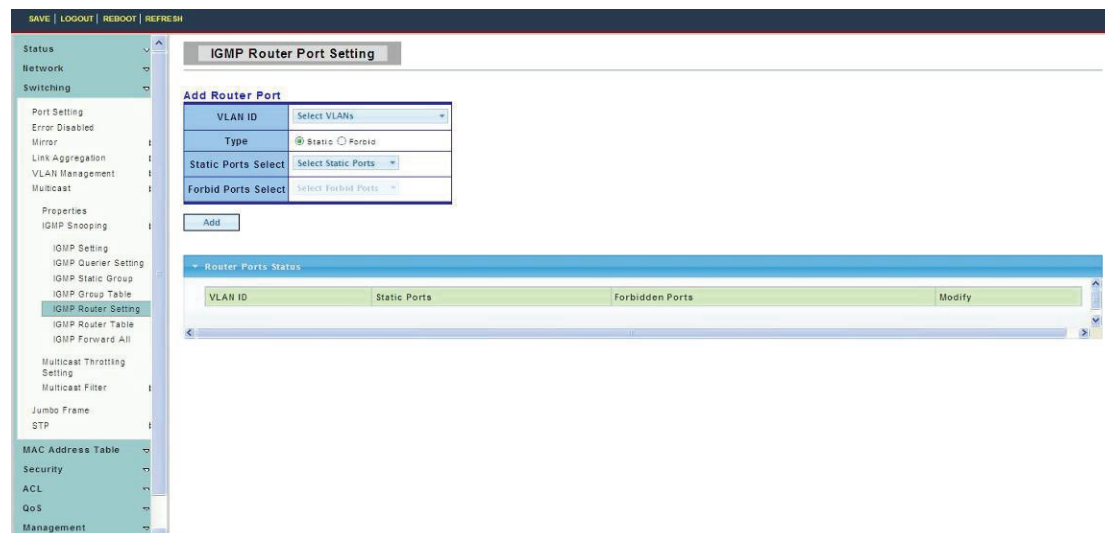 SAVE | LOGOUT | REBOOT | REFRESH
Status
Network
Switching
Port Setting
Error Disabled
Mirror
Link Aggregation
VLAN Management
Multicast
Properties
IGMP Snooping
IGMP Setting
IGMP Querier Setting
IGMP Static Group
IGMP Group Table
IGMP Router Setting
IGMP Router Table
IGMP Forward All
Multicast Throttling
Setting
Multicast Filter
Jumbo Frame
STP
MAC Address Table
Security
ACL
QoS
Management
IGMP Router Port Setting
Add Router Port
VLAN ID Select VLANs
Type Static Forbid
Static Ports Select Select Static Ports
Forbid Ports Select Select Forbid Ports
Add
Router Ports Status
VLAN ID Static Ports Forbidden Ports Modify